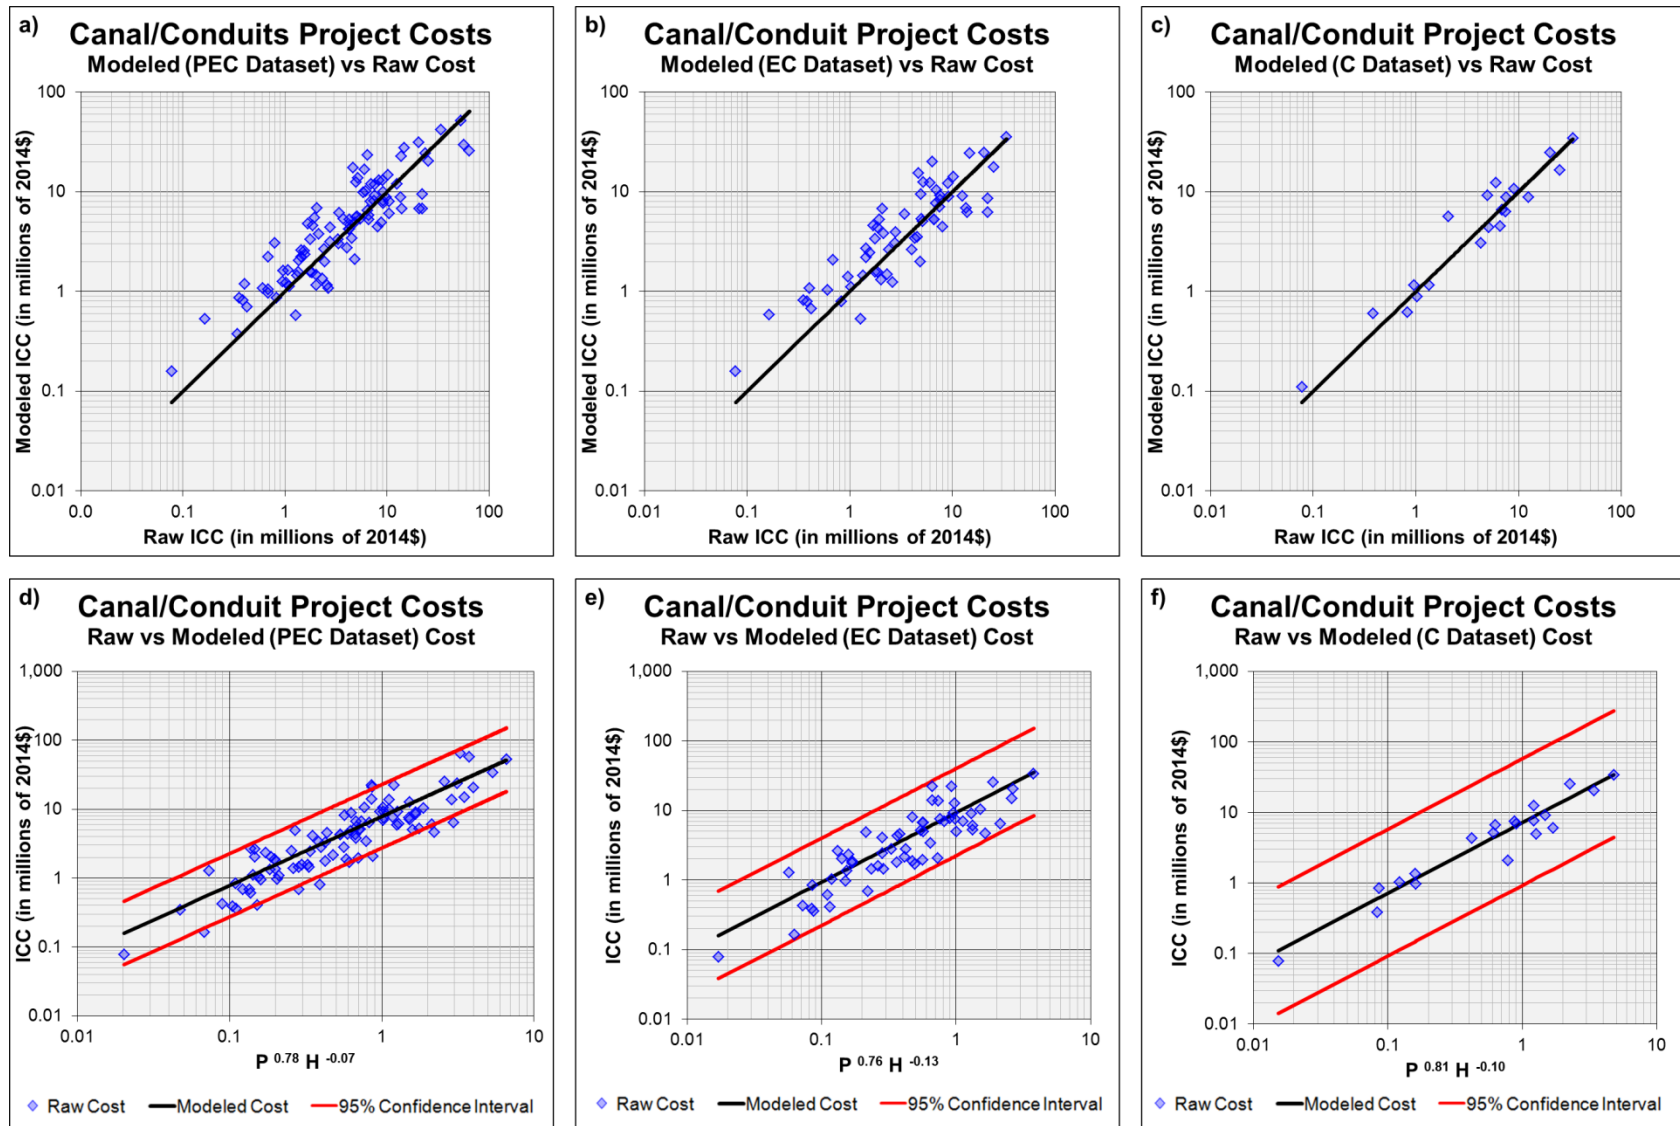 a) Canal/Conduits Project Costs
Modeled (PEC Dataset) vs Raw Cost
Modeled ICC (in millions of 2014$)
100
10
1
0.1
0.01
0.0 0.1 1 10 100
Raw ICC (in millions of 2014$)
b) Canal/Conduit Project Costs
Modeled (EC Dataset) vs Raw Cost
Modeled ICC (in millions of 2014$)
100
10
1
0.1
0.01
0.01 0.1 1 10 100
Raw ICC (in millions of 2014$)
c) Canal/Conduit Project Costs
Modeled (C Dataset) vs Raw Cost
Modeled ICC (in millions of 2014$)
100
10
1
0.1
0.01
0.01 0.1 1 10 100
Raw ICC (in millions of 2014$)
d) Canal/Conduit Project Costs
Raw vs Modeled (PEC Dataset) Cost
ICC (in millions of 2014$)
1,000
100
10
1
0.1
0.01
0.01 0.1 1 10
P 0.78 H -0.07
Raw Cost Modeled Cost 95% Confidence Interval
e) Canal/Conduit Project Costs
Raw vs Modeled (EC Dataset) Cost
ICC (in millions of 2014$)
1,000
100
10
1
0.1
0.01
0.01 0.1 1 10
P 0.76 H -0.13
Raw Cost Modeled Cost 95% Confidence Interval
f) Canal/Conduit Project Costs
Raw vs Modeled (C Dataset) Cost
ICC (in millions of 2014$)
1,000
100
10
1
0.1
0.01
0.01 0.1 1 10
P 0.81 H -0.10
Raw Cost Modeled Cost 95% Confidence Interval